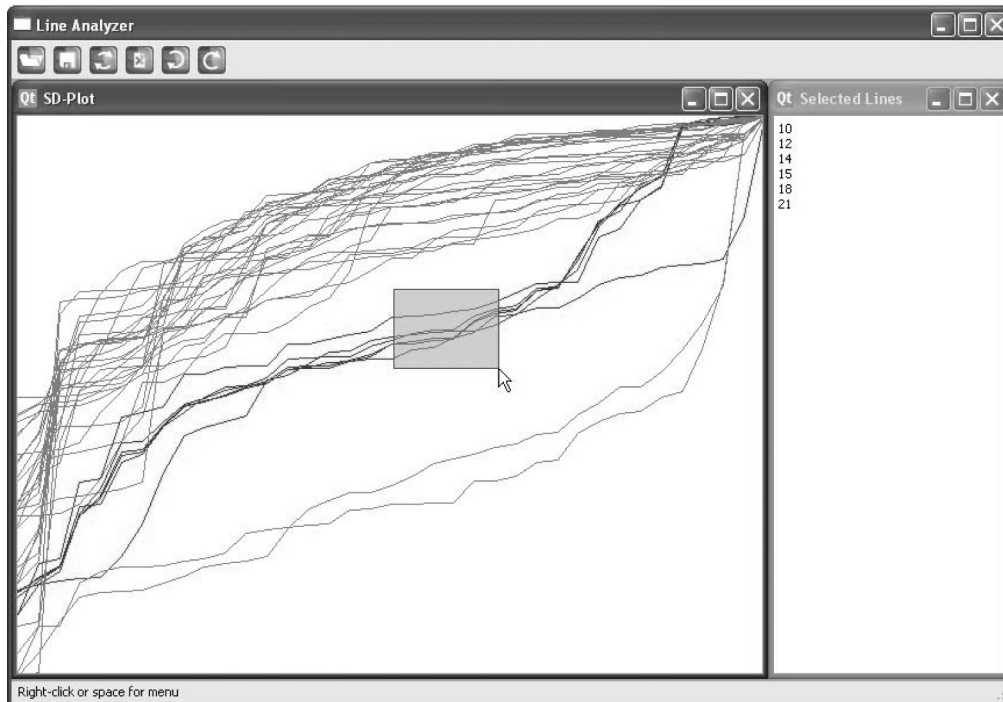 Line Analyzer
Qt SD-Plot
Qt Selected Lines
10
12
14
15
18
21
Right-click or space for menu